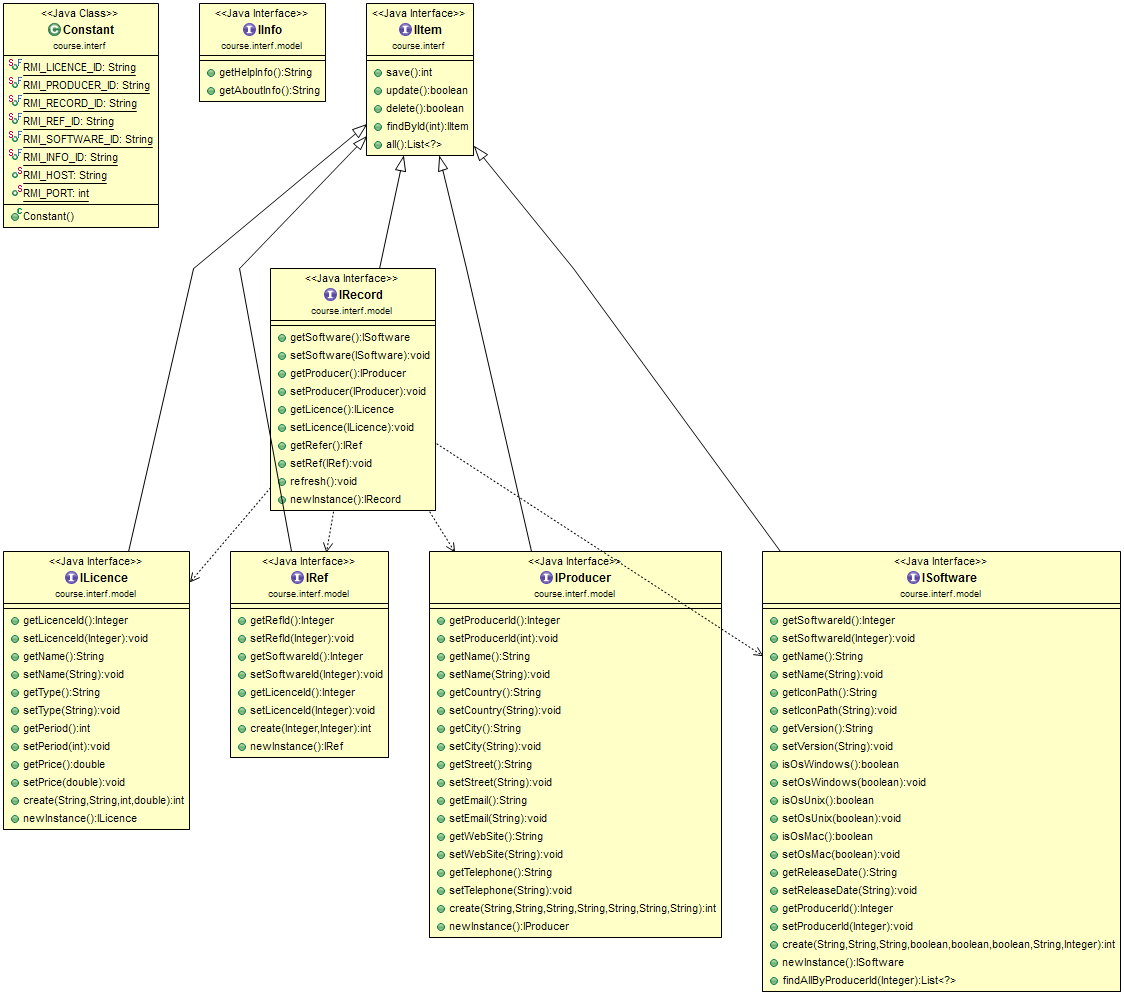 <<Java Class>>
Constant
course.interf
RMI_LICENCE_ID: String
RMI_PRODUCER_ID: String
RMI_RECORD_ID: String
RMI_REF_ID: String
RMI_SOFTWARE_ID: String
RMI_INFO_ID: String
RMI_HOST: String
RMI_PORT: int
Constant()
<<Java Interface>>
IInfo
course.interf.model
getHelpInfo():String
getAboutInfo():String
<<Java Interface>>
IItem
course.interf
save():int
update():boolean
delete():boolean
findById(int):IItem
all():List<?>
<<Java Interface>>
IRecord
course.interf.model
getSoftware():ISoftware
setSoftware(ISoftware):void
getProducer():IProducer
setProducer(IProducer):void
getLicence():ILicence
setLicence(ILicence):void
getRefer():IRef
setRef(IRef):void
refresh():void
newInstance():IRecord
<<Java Interface>>
ILicence
course.interf.model
getLicenceId():Integer
setLicenceId(Integer):void
getName():String
setName(String):void
getType():String
setType(String):void
getPeriod():int
setPeriod(int):void
getPrice():double
setPrice(double):void
create(String,String,int,double):int
newInstance():ILicence
<<Java Interface>>
IRef
course.interf.model
getRefId():Integer
setRefId(Integer):void
getSoftwareId():Integer
setSoftwareId(Integer):void
getLicenceId():Integer
setLicenceId(Integer):void
create(Integer,Integer):int
newInstance():IRef
<<Java Interface>>
IProducer
course.interf.model
getProducerId():Integer
setProducerId(int):void
getName():String
setName(String):void
getCountry():String
setCountry(String):void
getCity():String
setCity(String):void
getStreet():String
setStreet(String):void
getEmail():String
setEmail(String):void
getWebSite():String
setWebSite(String):void
getTelephone():String
setTelephone(String):void
create(String,String,String,String,String,String,String):int
newInstance():IProducer
<<Java Interface>>
ISoftware
course.interf.model
getSoftwareId():Integer
setSoftwareId(Integer):void
getName():String
setName(String):void
getIconPath():String
setIconPath(String):void
getVersion():String
setVersion(String):void
isOsWindows():boolean
setOsWindows(boolean):void
isOsUnix():boolean
setOsUnix(boolean):void
isOsMac():boolean
setOsMac(boolean):void
getReleaseDate():String
setReleaseDate(String):void
getProducerId():Integer
setProducerId(Integer):void
create(String,String,String,boolean,boolean,boolean,String,Integer):int
newInstance():ISoftware
findAllByProducerId(Integer):List<?>